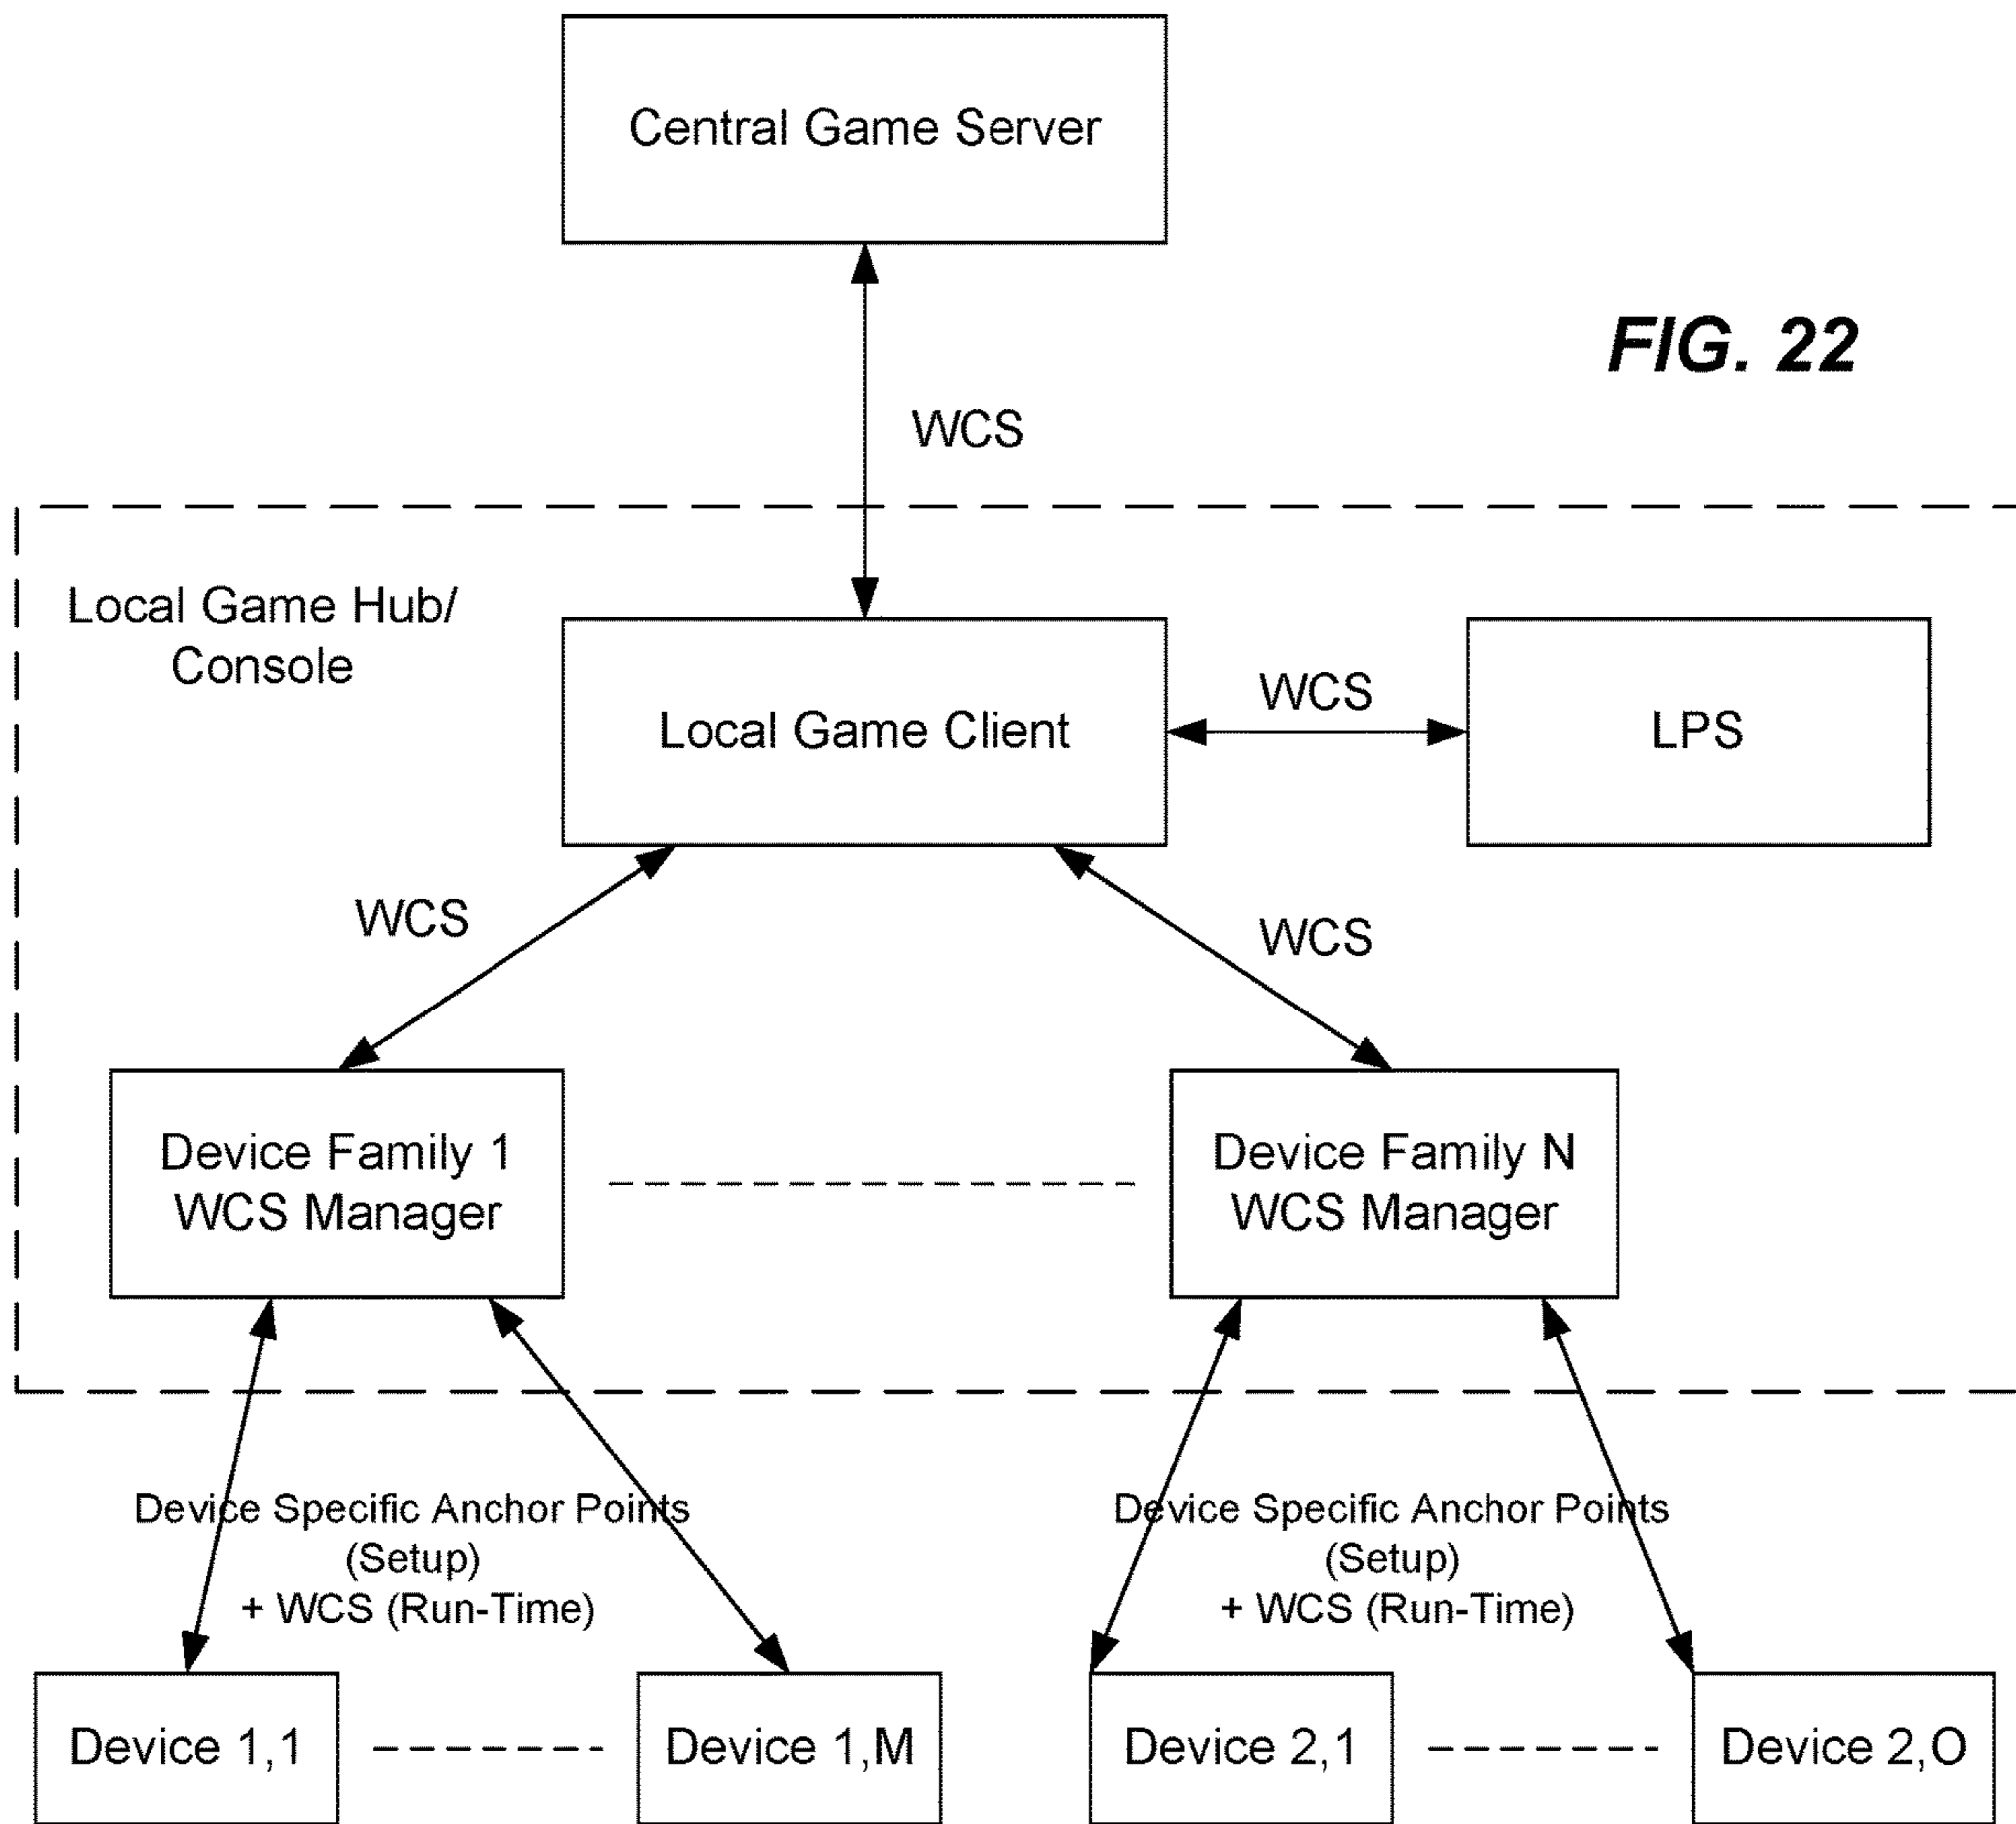 Central Game Server
FIG. 22
WCS
Local Game Hub/
Console
Local Game Client
WCS
LPS
WCS
WCS
Device Family 1
WCS Manager
Device Family N
WCS Manager
Device Specific Anchor Points
(Setup)
+ WCS (Run-Time)
Device Specific Anchor Points
(Setup)
+ WCS (Run-Time)
Device 1,1
Device 1,M
Device 2,1
Device 2,O